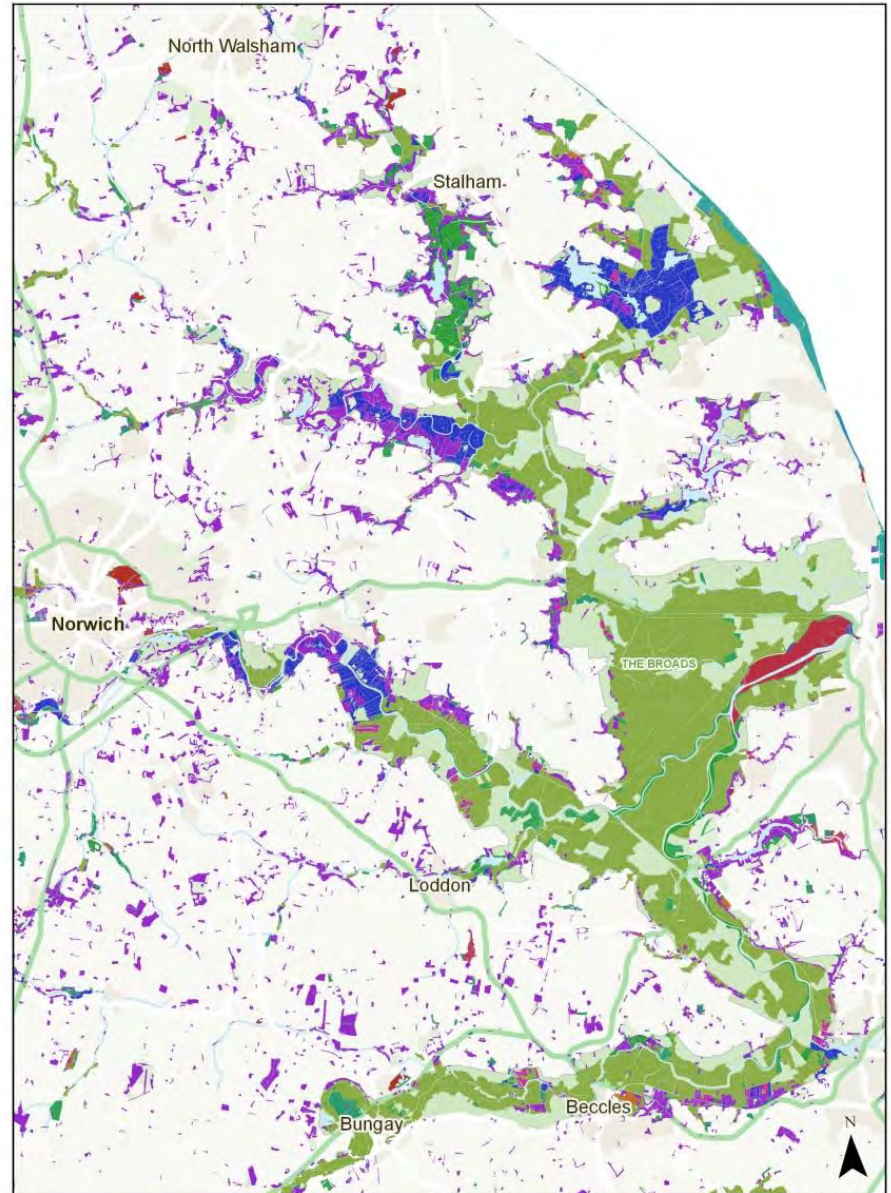 North Walsham
Stalham
Norwich
THE BROADS
Loddon
Beccles
Bungay
N